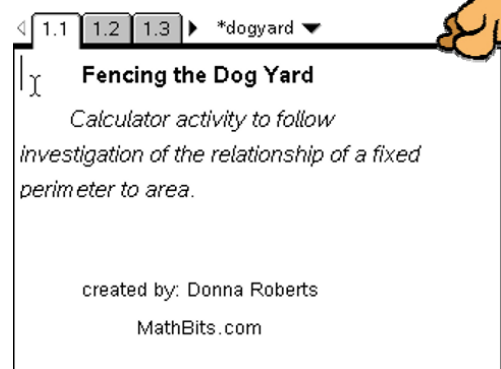 1.1 1.2 1.3 *dogyard
Fencing the Dog Yard
Calculator activity to follow
investigation of the relationship of a fixed
perimeter to area.
created by: Donna Roberts
MathBits.com